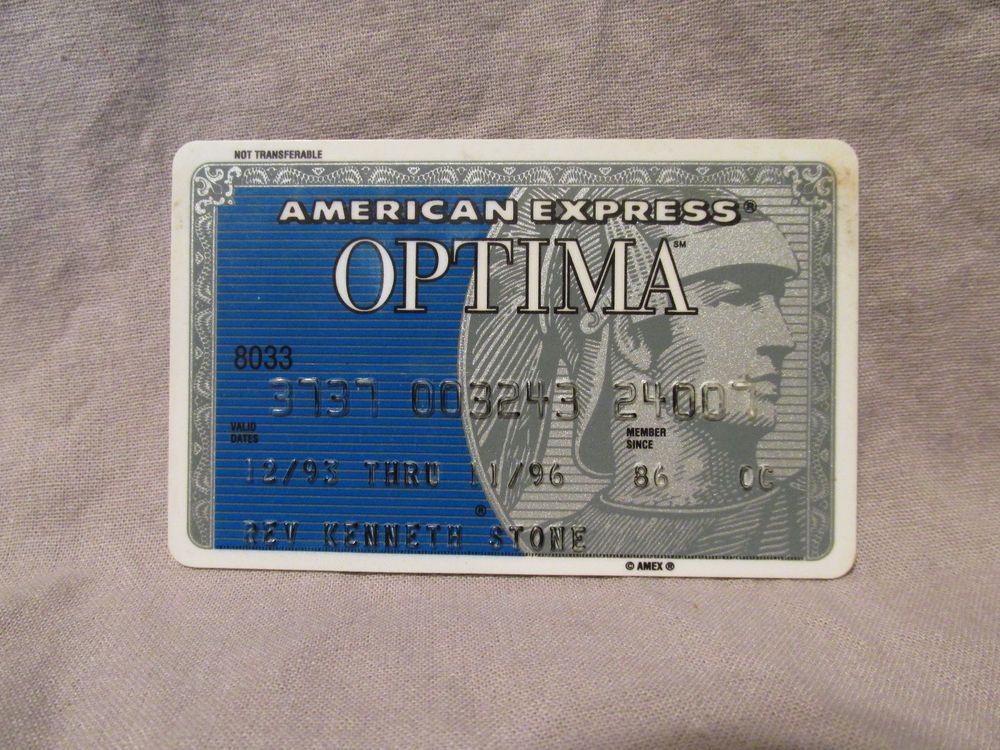 NOT TRANSFERABLE
AMERICAN EXPRESS®
OPTIMA℠
8033
3737 003243 24007
VALID DATES
MEMBER SINCE
12/93 THRU 11/96 86 OC
®
REV KENNETH STONE
© AMEX ®